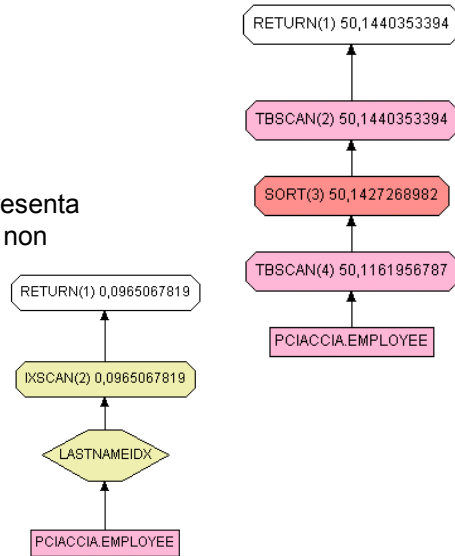 RETURN(1) 50,1440353394
TBSCAN(2) 50,1440353394
SORT(3) 50,1427268982
TBSCAN(4) 50,1161956787
PCIACCIA.EMPLOYEE
esenta
non
RETURN(1) 0,0965067819
IXSCAN(2) 0,0965067819
LASTNAMEIDX
PCIACCIA.EMPLOYEE